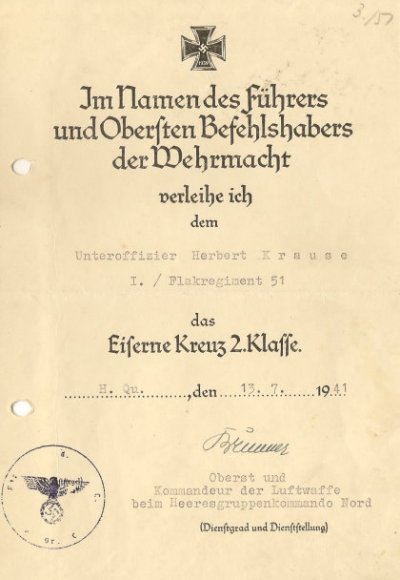 3./51
1939
Im Namen des Führers
und Obersten Befehlshabers
der Wehrmacht
verleihe ich
dem
Unteroffizier Herbert K r a u s e
I. / Flakregiment 51
das
Eiserne Kreuz 2. Klasse.
H. Qu. , den 13. 7. 1941
Oberst und
Kommandeur der Luftwaffe
beim Heeresgruppenkommando Nord
(Dienstgrad und Dienststellung)